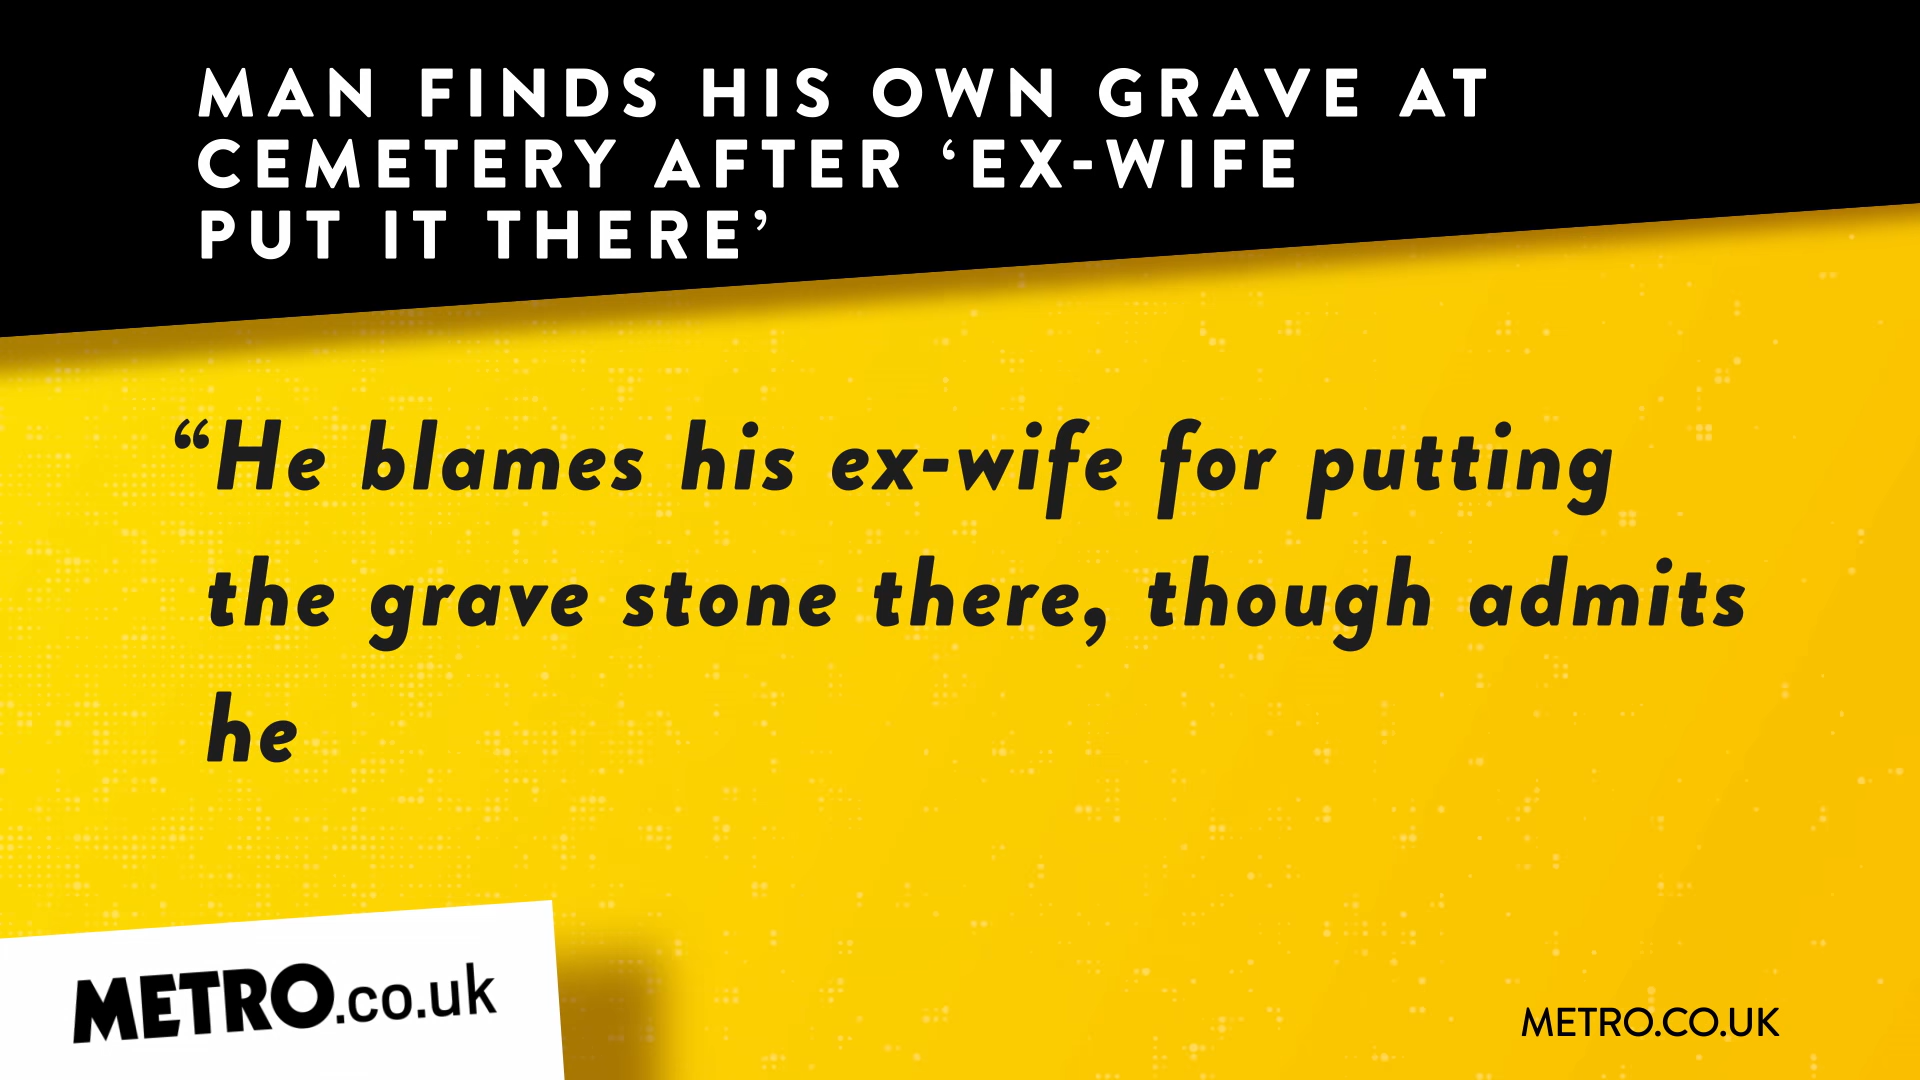 MAN FINDS HIS OWN GRAVE AT
CEMETERY AFTER ‘EX-WIFE
PUT IT THERE’
“He blames his ex-wife for putting
the grave stone there, though admits
he
METRO.co.uk
METRO.CO.UK